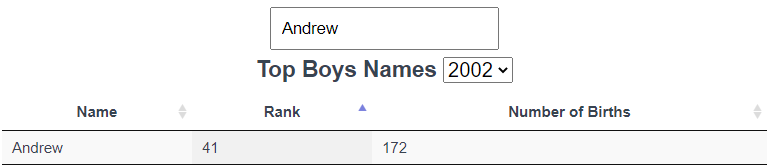 Andrew
Top Boys Names 2002
Name Rank Number of Births
Andrew 41 172